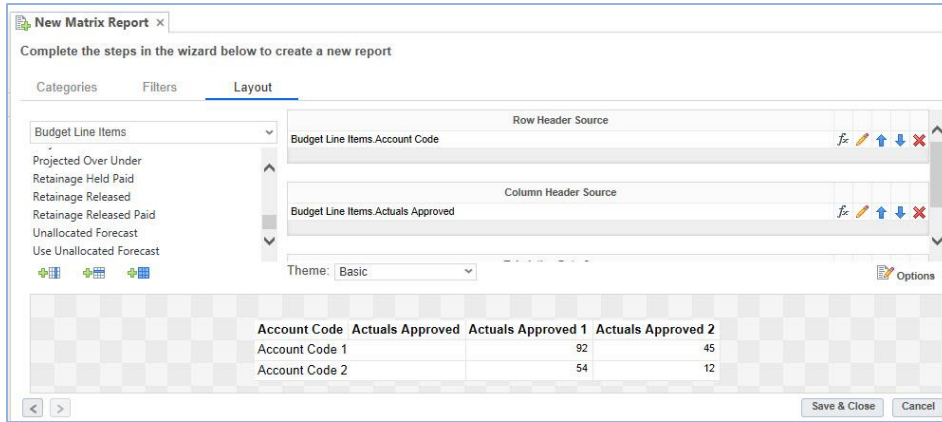 New Matrix Report ×
Complete the steps in the wizard below to create a new report
Categories Filters Layout
Budget Line Items
Projected Over Under
Retainage Held Paid
Retainage Released
Retainage Released Paid
Unallocated Forecast
Use Unallocated Forecast
Row Header Source
Budget Line Items.Account Code
Column Header Source
Budget Line Items.Actuals Approved
Theme: Basic
Options
Account Code Actuals Approved Actuals Approved 1 Actuals Approved 2
Account Code 1 92 45
Account Code 2 54 12
< >
Save & Close Cancel